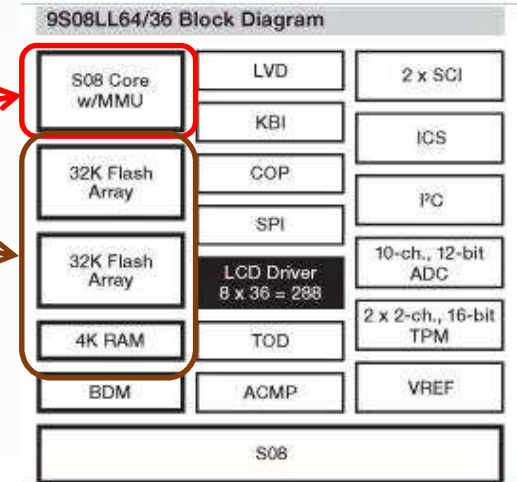 9S08LL64/36 Block Diagram
S08 Core
w/MMU
32K Flash
Array
32K Flash
Array
4K RAM
BDM
LVD
KBI
COP
SPI
LCD Driver
8 x 36 = 288
TOD
ACMP
2 x SCI
ICS
I²C
10-ch., 12-bit
ADC
2 x 2-ch., 16-bit
TPM
VREF
S08